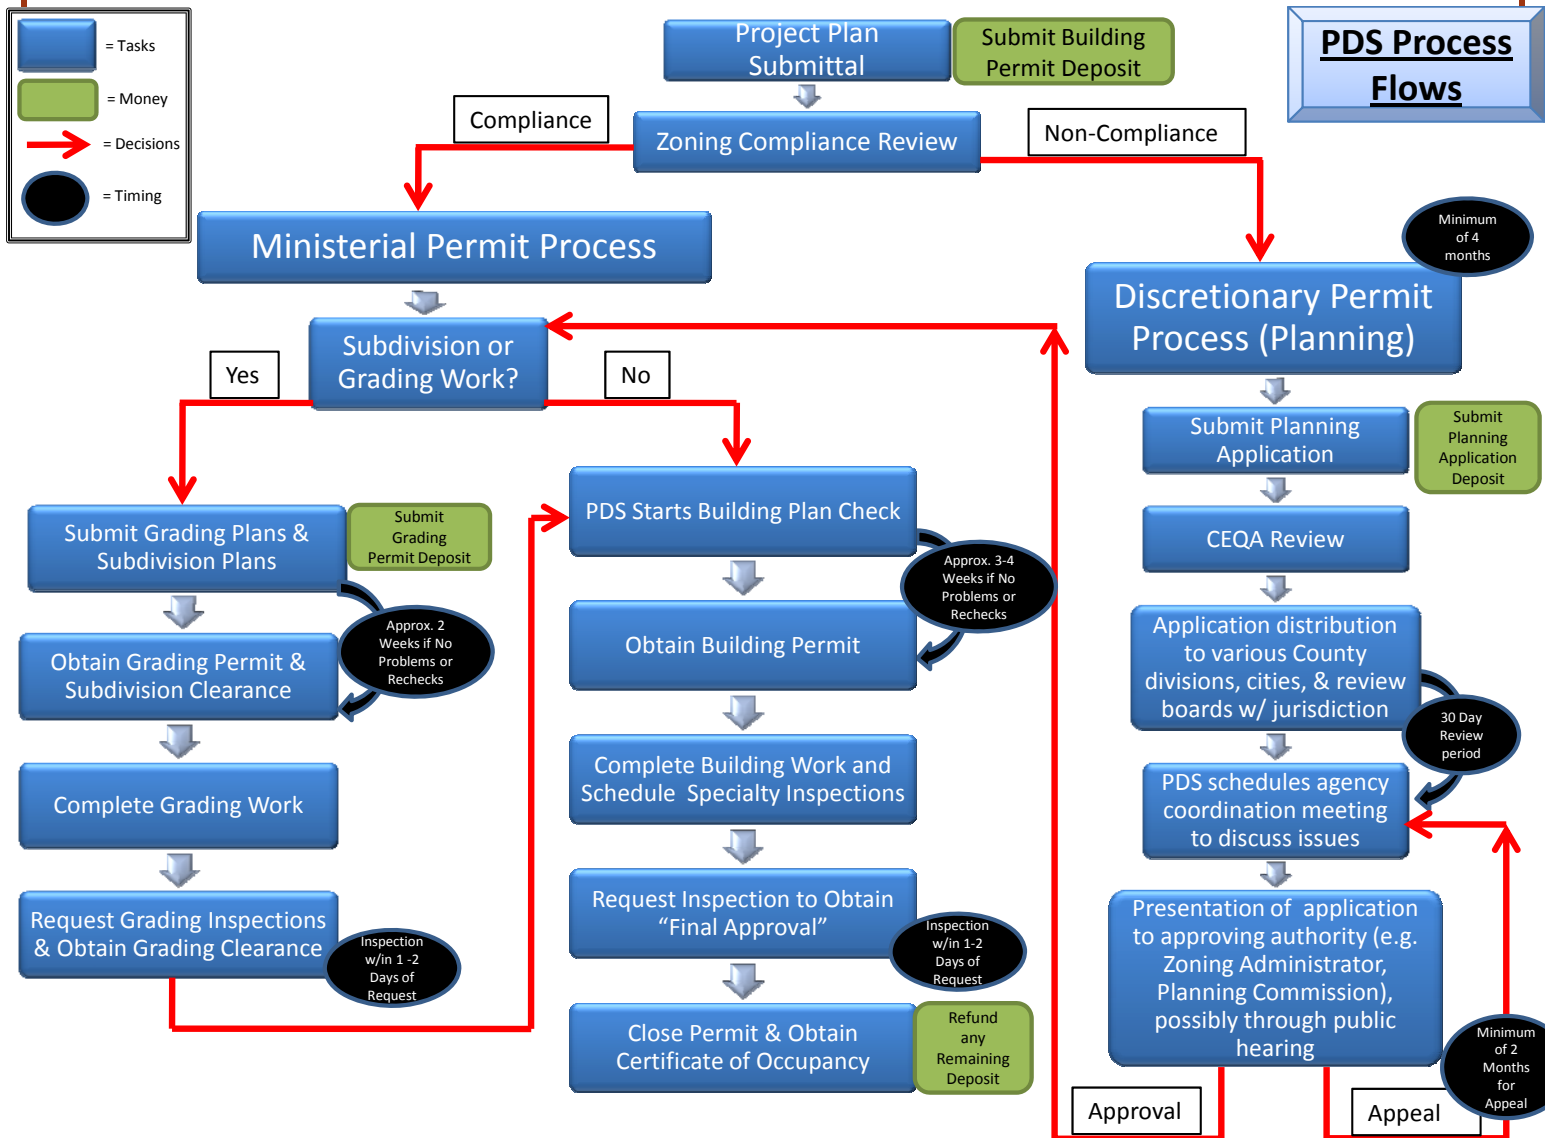 = Tasks
= Money
= Decisions
= Timing
Project Plan
Submittal
Submit Building
Permit Deposit
PDS Process
Flows
Compliance
Zoning Compliance Review
Non-Compliance
Ministerial Permit Process
Minimum
of 4
months
Discretionary Permit
Process (Planning)
Subdivision or
Grading Work?
Yes
No
Submit Planning
Application
Submit
Planning
Application
Deposit
Submit Grading Plans &
Subdivision Plans
Submit
Grading
Permit Deposit
PDS Starts Building Plan Check
CEQA Review
Approx. 2
Weeks if No
Problems or
Rechecks
Approx. 3-4
Weeks if No
Problems or
Rechecks
Obtain Grading Permit &
Subdivision Clearance
Obtain Building Permit
Application distribution
to various County
divisions, cities, & review
boards w/ jurisdiction
30 Day
Review
period
Complete Grading Work
Complete Building Work and
Schedule Specialty Inspections
PDS schedules agency
coordination meeting
to discuss issues
Request Grading Inspections
& Obtain Grading Clearance
Inspection
w/in 1 -2
Days of
Request
Request Inspection to Obtain
“Final Approval”
Inspection
w/in 1-2
Days of
Request
Presentation of application
to approving authority (e.g.
Zoning Administrator,
Planning Commission),
possibly through public
hearing
Close Permit & Obtain
Certificate of Occupancy
Refund
any
Remaining
Deposit
Minimum
of 2
Months
for
Appeal
Approval
Appeal